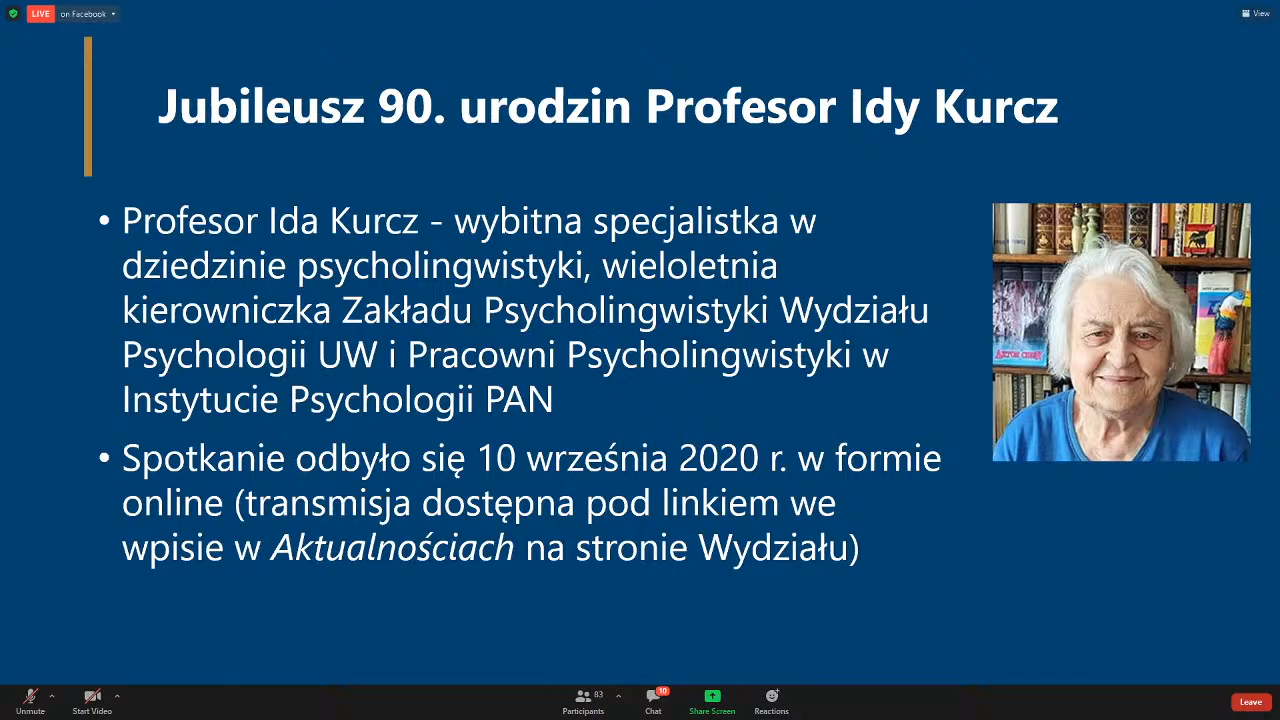 LIVE on Facebook
View
Jubileusz 90. urodzin Profesor Idy Kurcz
• Profesor Ida Kurcz - wybitna specjalistka w
dziedzinie psycholingwistyki, wieloletnia
kierowniczka Zakładu Psycholingwistyki Wydziału
Psychologii UW i Pracowni Psycholingwistyki w
Instytucie Psychologii PAN
• Spotkanie odbyło się 10 września 2020 r. w formie
online (transmisja dostępna pod linkiem we
wpisie w Aktualnościach na stronie Wydziału)
Unmute
Start Video
83
Participants
10
Chat
Share Screen
Reactions
Leave